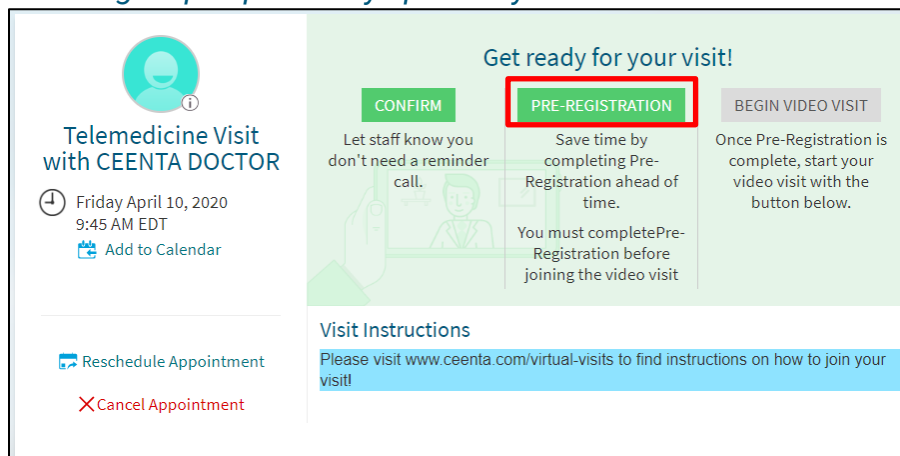 Telemedicine Visit
with CEENTA DOCTOR
Friday April 10, 2020
9:45 AM EDT
Add to Calendar
Reschedule Appointment
Cancel Appointment
Get ready for your visit!
CONFIRM
Let staff know you
don't need a reminder
call.
PRE-REGISTRATION
Save time by
completing Pre-
Registration ahead of
time.
You must completePre-
Registration before
joining the video visit
BEGIN VIDEO VISIT
Once Pre-Registration is
complete, start your
video visit with the
button below.
Visit Instructions
Please visit www.ceenta.com/virtual-visits to find instructions on how to join your
visit!